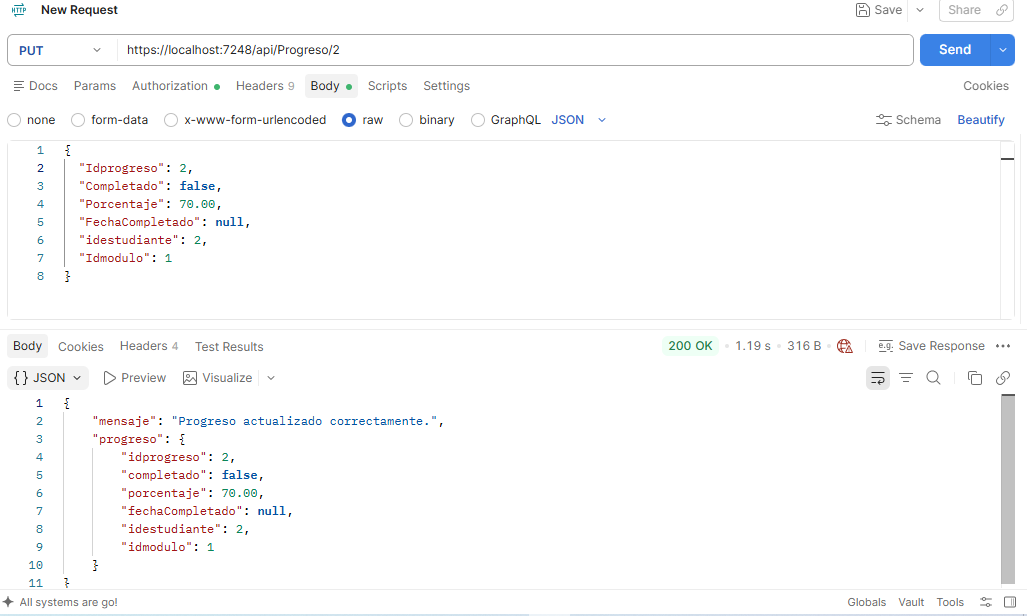 HTTP New Request Save Share
PUT https://localhost:7248/api/Progreso/2 Send
Docs Params Authorization Headers 9 Body Scripts Settings Cookies
none form-data x-www-form-urlencoded raw binary GraphQL JSON Schema Beautify
1 {
2 "Idprogreso": 2,
3 "Completado": false,
4 "Porcentaje": 70.00,
5 "FechaCompletado": null,
6 "idestudiante": 2,
7 "Idmodulo": 1
8 }
Body Cookies Headers 4 Test Results 200 OK • 1.19 s • 316 B • e.g. Save Response
{} JSON Preview Visualize
1 {
2 "mensaje": "Progreso actualizado correctamente.",
3 "progreso": {
4 "idprogreso": 2,
5 "completado": false,
6 "porcentaje": 70.00,
7 "fechaCompletado": null,
8 "idestudiante": 2,
9 "idmodulo": 1
10 }
11 }
All systems are go! Globals Vault Tools